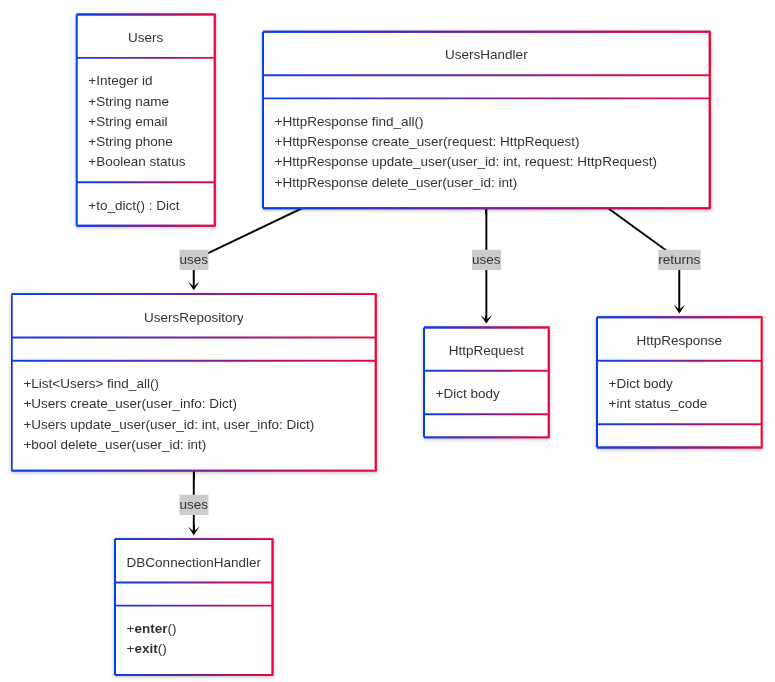 Users
+Integer id
+String name
+String email
+String phone
+Boolean status
+to_dict() : Dict
UsersHandler
+HttpResponse find_all()
+HttpResponse create_user(request: HttpRequest)
+HttpResponse update_user(user_id: int, request: HttpRequest)
+HttpResponse delete_user(user_id: int)
uses
uses
returns
UsersRepository
+List<Users> find_all()
+Users create_user(user_info: Dict)
+Users update_user(user_id: int, user_info: Dict)
+bool delete_user(user_id: int)
HttpRequest
+Dict body
HttpResponse
+Dict body
+int status_code
uses
DBConnectionHandler
+enter()
+exit()